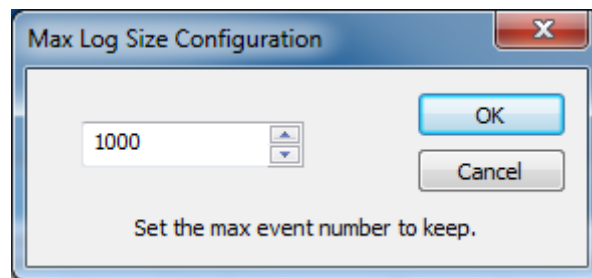 Max Log Size Configuration
1000
OK
Cancel
Set the max event number to keep.